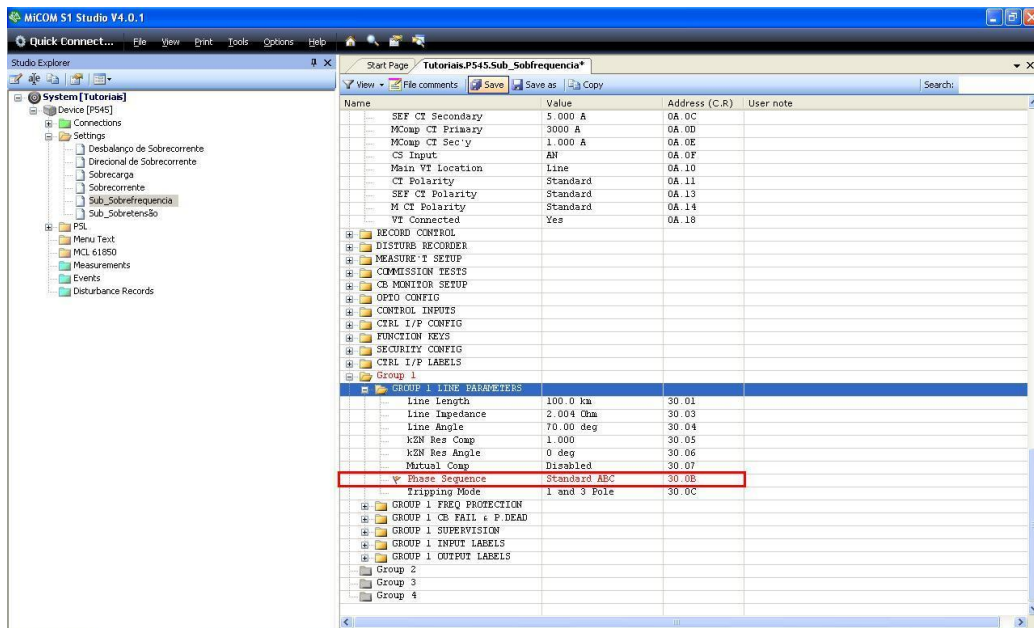 MiCOM S1 Studio V4.0.1
Quick Connect... File View Print Tools Options Help
Studio Explorer
System [Tutoriais]
Device [P545]
Connections
Settings
Desbalanço de Sobrecorrente
Direcional de Sobrecorrente
Sobrecarga
Sobrecorrente
Sub_Sobrefrequencia
Sub_Sobretensão
PSL
Menu Text
MCL 61850
Measurements
Events
Disturbance Records
Start Page Tutoriais.P545.Sub_Sobfrequencia*
View File comments Save Save as Copy Search:
Name Value Address (C.R) User note
SEF CT Secondary 5.000 A 0A.0C
MComp CT Primary 3000 A 0A.0D
MComp CT Sec'y 1.000 A 0A.0E
CS Input AN 0A.0F
Main VT Location Line 0A.10
CT Polarity Standard 0A.11
SEF CT Polarity Standard 0A.13
M CT Polarity Standard 0A.14
VT Connected Yes 0A.18
RECORD CONTROL
DISTURB RECORDER
MEASURE'T SETUP
COMMISSION TESTS
CB MONITOR SETUP
OPTO CONFIG
CONTROL INPUTS
CTRL I/P CONFIG
FUNCTION KEYS
SECURITY CONFIG
CTRL I/P LABELS
Group 1
GROUP 1 LINE PARAMETERS
Line Length 100.0 km 30.01
Line Impedance 2.004 Ohm 30.03
Line Angle 70.00 deg 30.04
kZN Res Comp 1.000 30.05
kZN Res Angle 0 deg 30.06
Mutual Comp Disabled 30.07
Phase Sequence Standard ABC 30.0B
Tripping Mode 1 and 3 Pole 30.0C
GROUP 1 FREQ PROTECTION
GROUP 1 CB FAIL & P.DEAD
GROUP 1 SUPERVISION
GROUP 1 INPUT LABELS
GROUP 1 OUTPUT LABELS
Group 2
Group 3
Group 4